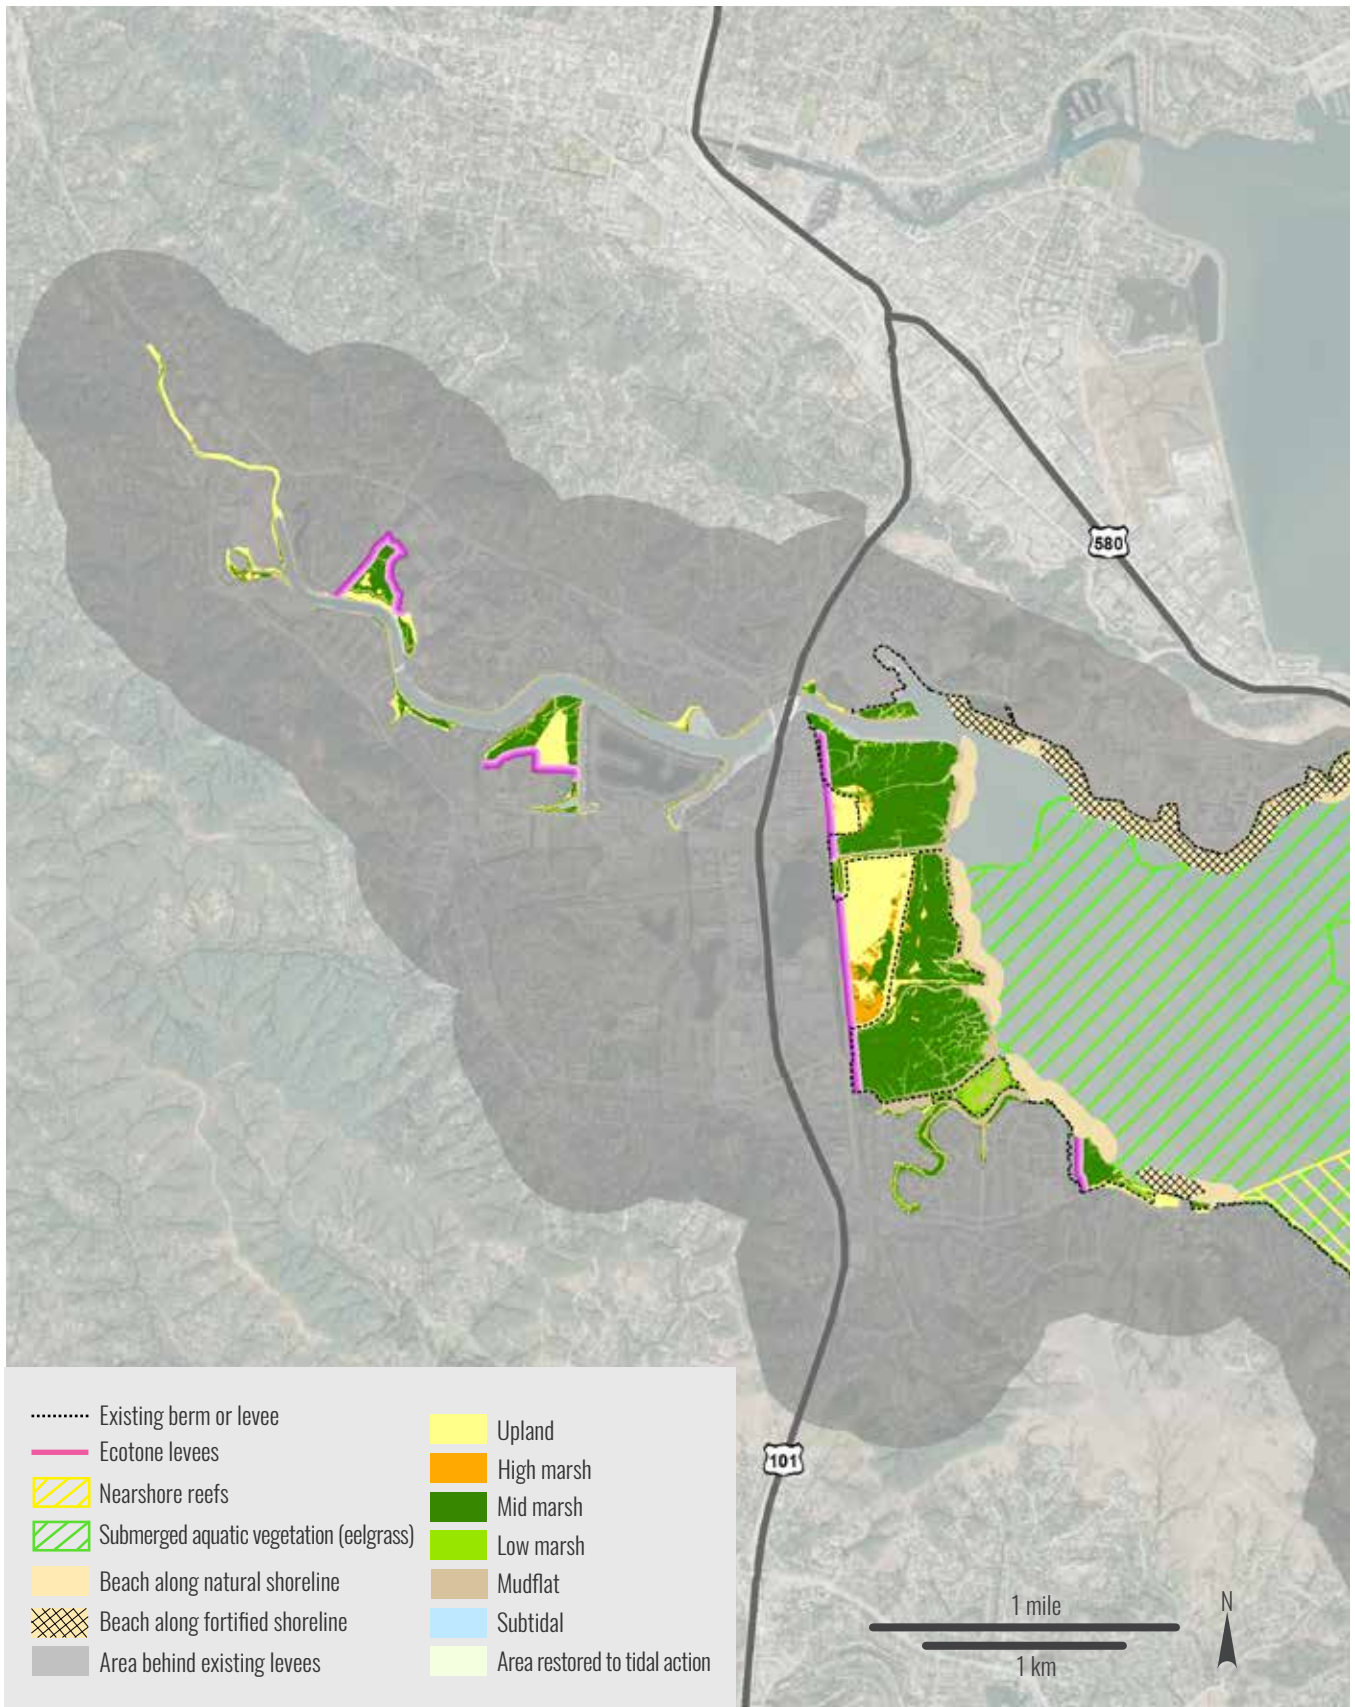 580
101
Existing berm or levee
Ecotone levees
Nearshore reefs
Submerged aquatic vegetation (eelgrass)
Beach along natural shoreline
Beach along fortified shoreline
Area behind existing levees
Upland
High marsh
Mid marsh
Low marsh
Mudflat
Subtidal
Area restored to tidal action
1 mile
1 km
N